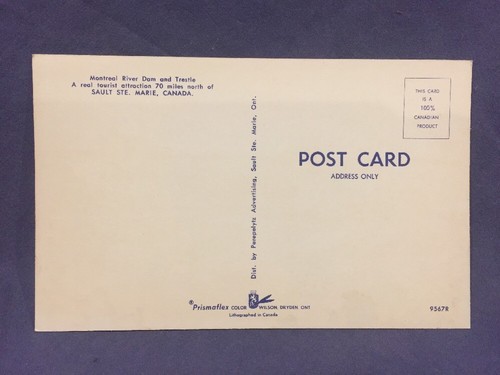 Montreal River Dam and Trestle
A real tourist attraction 70 miles north of
SAULT STE. MARIE, CANADA.
Dist. by Perepelytz Advertising, Sault Ste. Marie, Ont.
THIS CARD
IS A
100%
CANADIAN
PRODUCT
POST CARD
ADDRESS ONLY
®Prismaflex COLOR WILSON DRYDEN ONT
Lithographed in Canada
95678